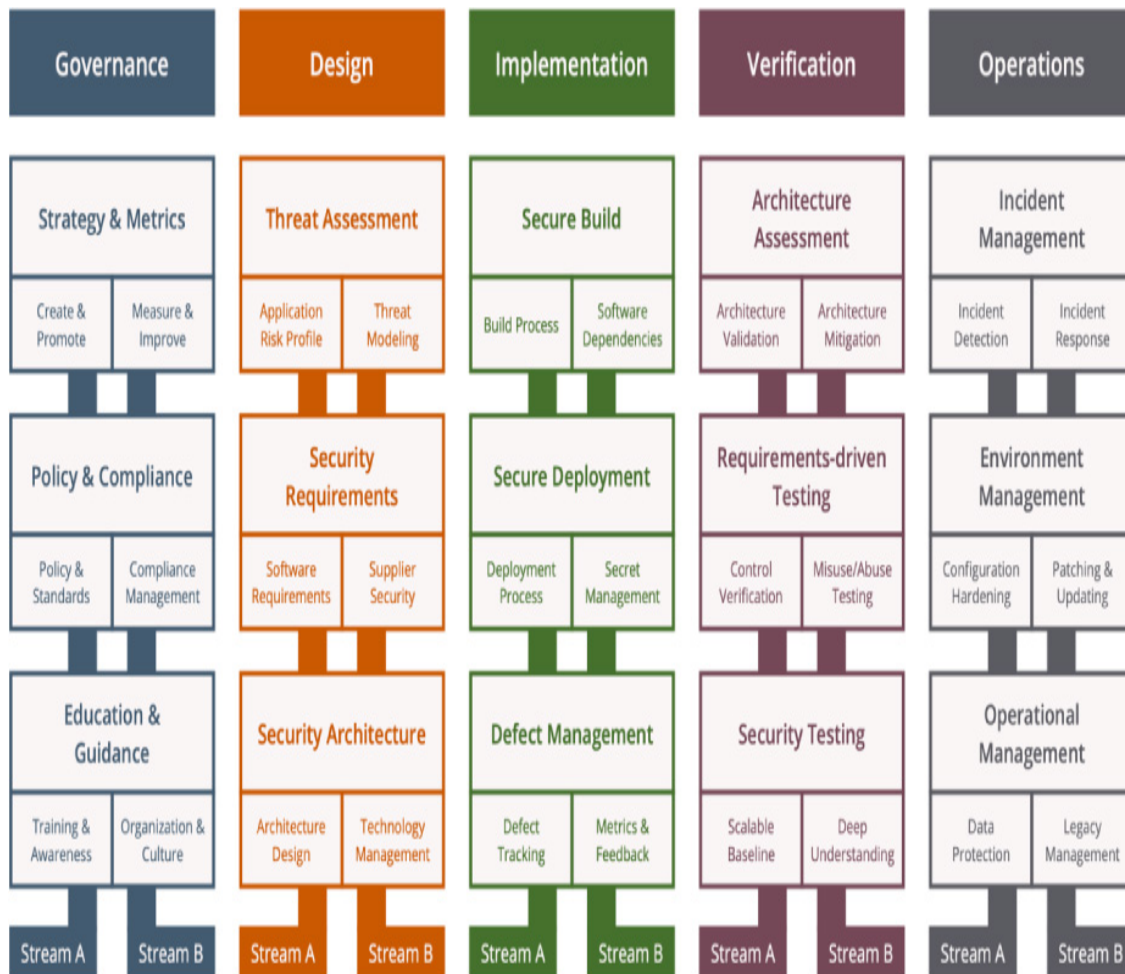 Governance
Design
Implementation
Verification
Operations
Strategy & Metrics
Threat Assessment
Secure Build
Architecture
Assessment
Incident
Management
Create &
Promote
Measure &
Improve
Application
Risk Profile
Threat
Modeling
Build Process
Software
Dependencies
Architecture
Validation
Architecture
Mitigation
Incident
Detection
Incident
Response
Policy & Compliance
Security
Requirements
Secure Deployment
Requirements-driven
Testing
Environment
Management
Policy &
Standards
Compliance
Management
Software
Requirements
Supplier
Security
Deployment
Process
Secret
Management
Control
Verification
Misuse/Abuse
Testing
Configuration
Hardening
Patching &
Updating
Education &
Guidance
Security Architecture
Defect Management
Security Testing
Operational
Management
Training &
Awareness
Organization &
Culture
Architecture
Design
Technology
Management
Defect
Tracking
Metrics &
Feedback
Scalable
Baseline
Deep
Understanding
Data
Protection
Legacy
Management
Stream A
Stream B
Stream A
Stream B
Stream A
Stream B
Stream A
Stream B
Stream A
Stream B